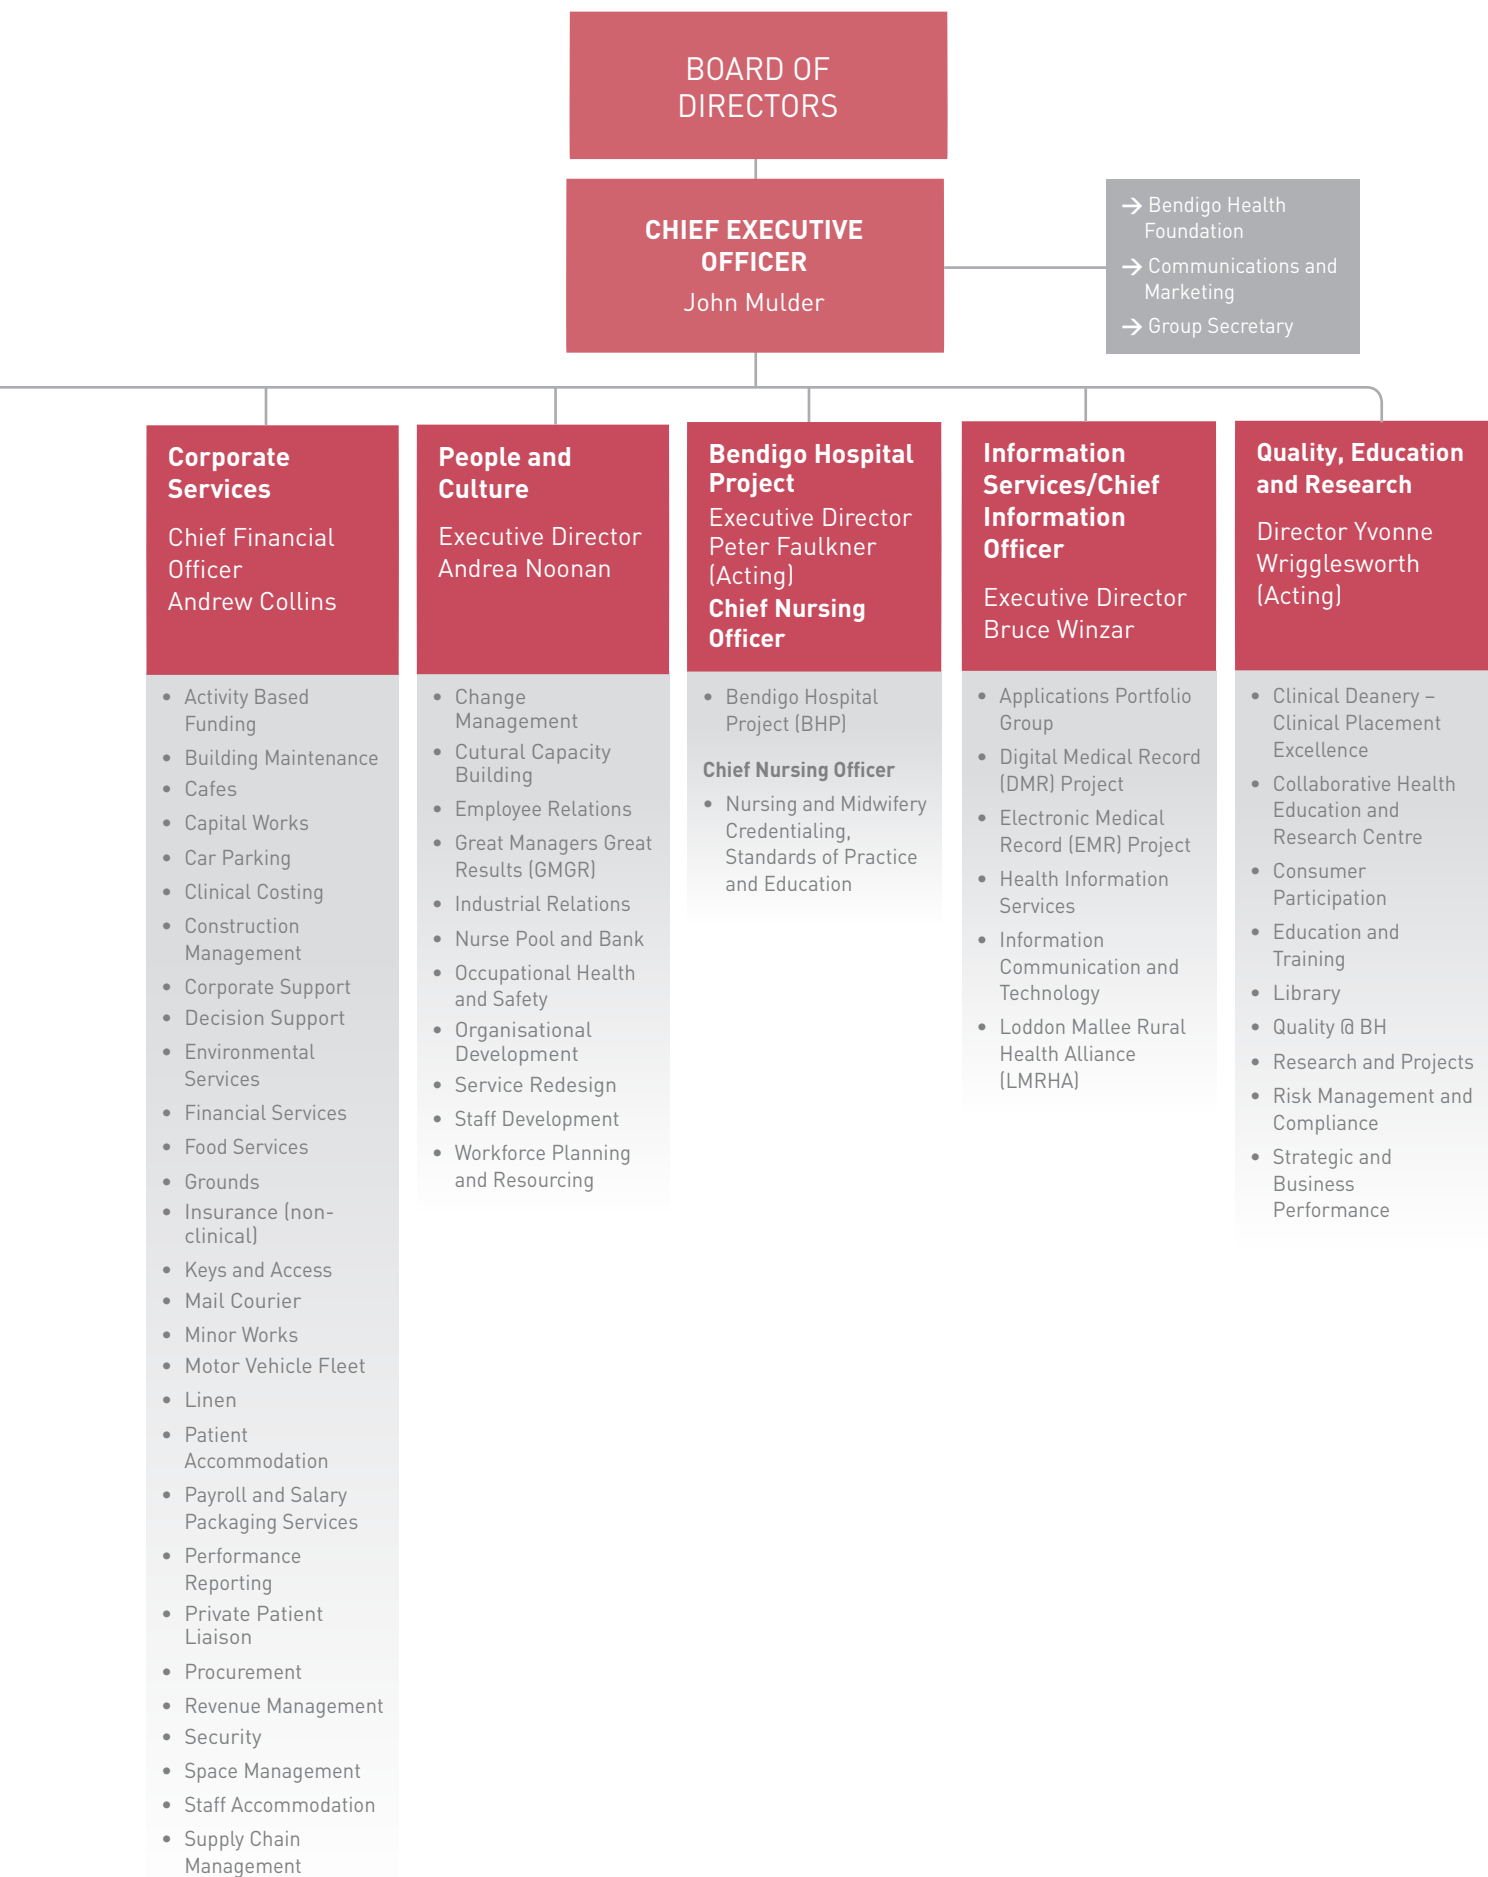 BOARD OF
DIRECTORS
CHIEF EXECUTIVE
OFFICER
John Mulder
→ Bendigo Health
Foundation
→ Communications and
Marketing
→ Group Secretary
Corporate
Services
Chief Financial
Officer
Andrew Collins
• Activity Based
Funding
• Building Maintenance
• Cafes
• Capital Works
• Car Parking
• Clinical Costing
• Construction
Management
• Corporate Support
• Decision Support
• Environmental
Services
• Financial Services
• Food Services
• Grounds
• Insurance (non-
clinical)
• Keys and Access
• Mail Courier
• Minor Works
• Motor Vehicle Fleet
• Linen
• Patient
Accommodation
• Payroll and Salary
Packaging Services
• Performance
Reporting
• Private Patient
Liaison
• Procurement
• Revenue Management
• Security
• Space Management
• Staff Accommodation
• Supply Chain
Management
People and
Culture
Executive Director
Andrea Noonan
• Change
Management
• Cutural Capacity
Building
• Employee Relations
• Great Managers Great
Results (GMGR)
• Industrial Relations
• Nurse Pool and Bank
• Occupational Health
and Safety
• Organisational
Development
• Service Redesign
• Staff Development
• Workforce Planning
and Resourcing
Bendigo Hospital
Project
Executive Director
Peter Faulkner
(Acting)
Chief Nursing
Officer
• Bendigo Hospital
Project (BHP)
Chief Nursing Officer
• Nursing and Midwifery
Credentialing,
Standards of Practice
and Education
Information
Services/Chief
Information
Officer
Executive Director
Bruce Winzar
• Applications Portfolio
Group
• Digital Medical Record
(DMR) Project
• Electronic Medical
Record (EMR) Project
• Health Information
Services
• Information
Communication and
Technology
• Loddon Mallee Rural
Health Alliance
(LMRHA)
Quality, Education
and Research
Director Yvonne
Wrigglesworth
(Acting)
• Clinical Deanery –
Clinical Placement
Excellence
• Collaborative Health
Education and
Research Centre
• Consumer
Participation
• Education and
Training
• Library
• Quality @ BH
• Research and Projects
• Risk Management and
Compliance
• Strategic and
Business
Performance